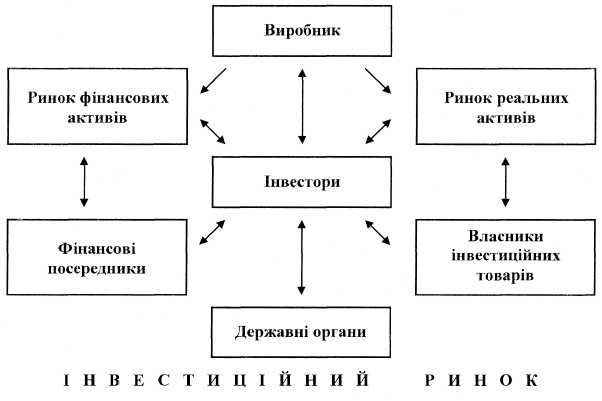 Виробник
Ринок фінансових
активів
Ринок реальних
активів
Інвестори
Фінансові
посередники
Власники
інвестиційних
товарів
Державні органи
І Н В Е С Т И Ц І Й Н И Й Р И Н О К